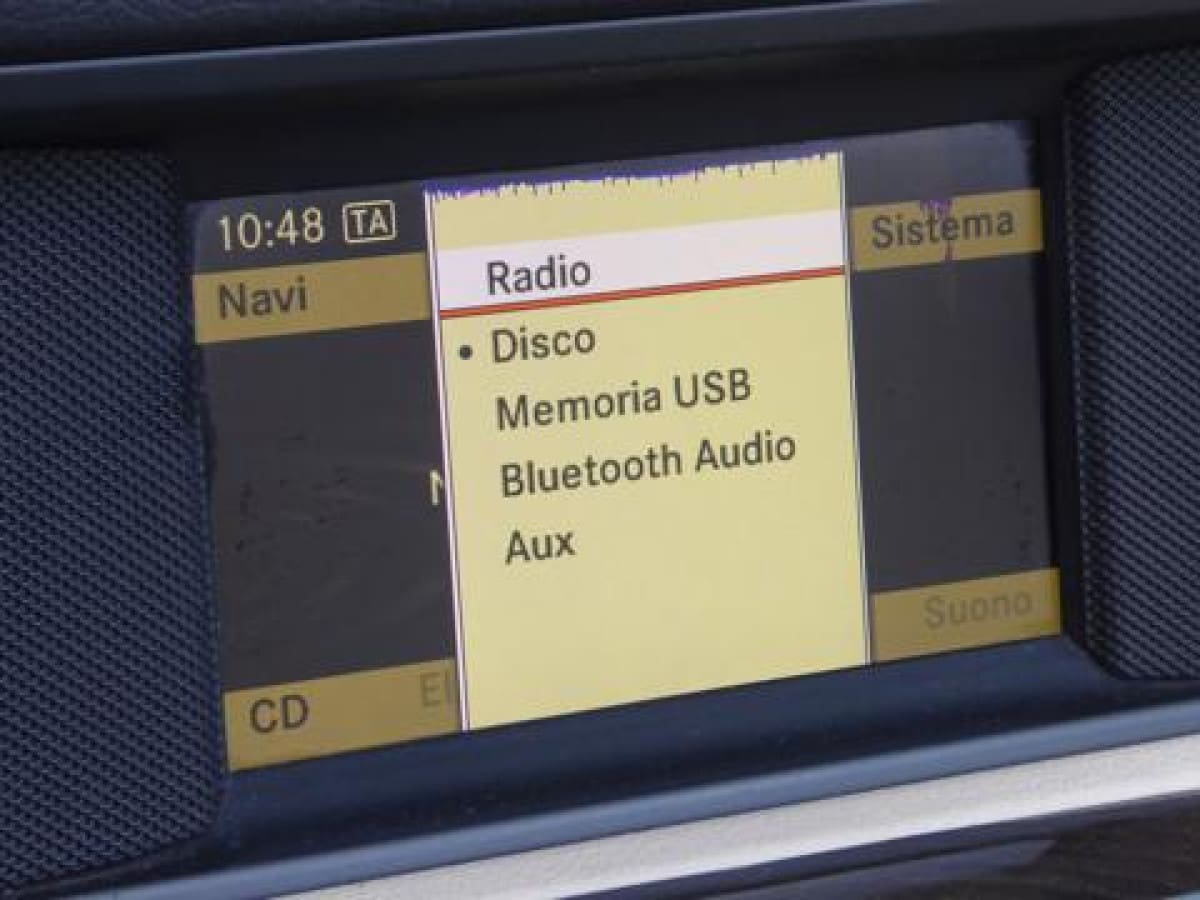 10:48 TA
Navi
Sistema
Radio
• Disco
Memoria USB
Bluetooth Audio
Aux
CD
Suono